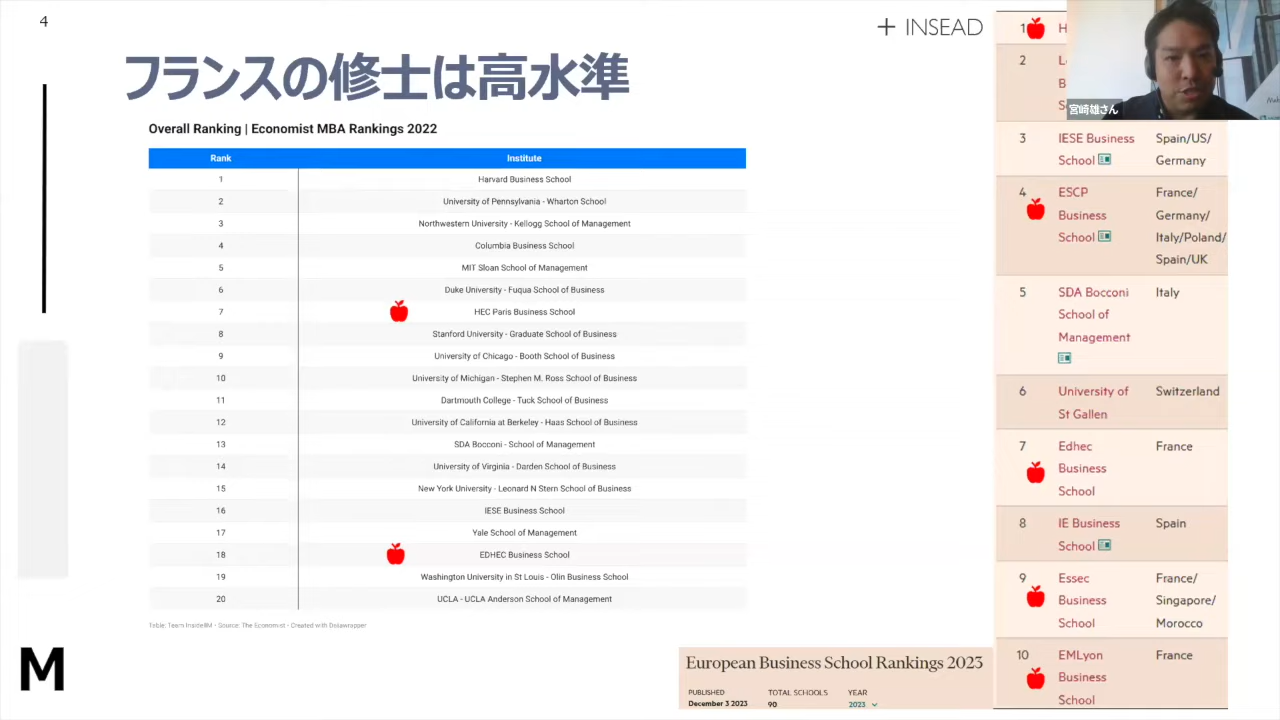 4
フランスの修士は高水準
Overall Ranking | Economist MBA Rankings 2022
Rank Institute
1 Harvard Business School
2 University of Pennsylvania - Wharton School
3 Northwestern University - Kellogg School of Management
4 Columbia Business School
5 MIT Sloan School of Management
6 Duke University - Fuqua School of Business
7 HEC Paris Business School
8 Stanford University - Graduate School of Business
9 University of Chicago - Booth School of Business
10 University of Michigan - Stephen M. Ross School of Business
11 Dartmouth College - Tuck School of Business
12 University of California at Berkeley - Haas School of Business
13 SDA Bocconi - School of Management
14 University of Virginia - Darden School of Business
15 New York University - Leonard N Stern School of Business
16 IESE Business School
17 Yale School of Management
18 EDHEC Business School
19 Washington University in St Louis - Olin Business School
20 UCLA - UCLA Anderson School of Management
Table: Team InsideIIM • Source: The Economist • Created with Datawrapper
M
+ INSEAD
1 H
2 L
B
S
宮崎雄さん
3 IESE Business Spain/US/
School Germany
4 ESCP France/
Business Germany/
School Italy/Poland/
Spain/UK
5 SDA Bocconi Italy
School of
Management
6 University of Switzerland
St Gallen
7 Edhec France
Business
School
8 IE Business Spain
School
9 Essec France/
Business Singapore/
School Morocco
10 EMLyon France
Business
School
European Business School Rankings 2023
PUBLISHED TOTAL SCHOOLS YEAR
December 3 2023 90 2023